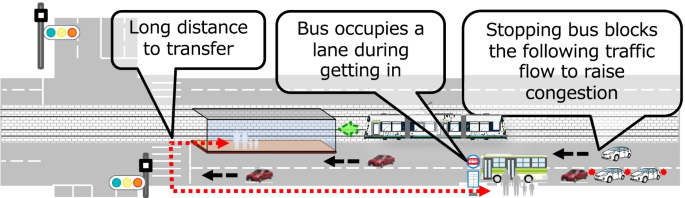 Long distance
to transfer
Bus occupies a
lane during
getting in
Stopping bus blocks
the following traffic
flow to raise
congestion